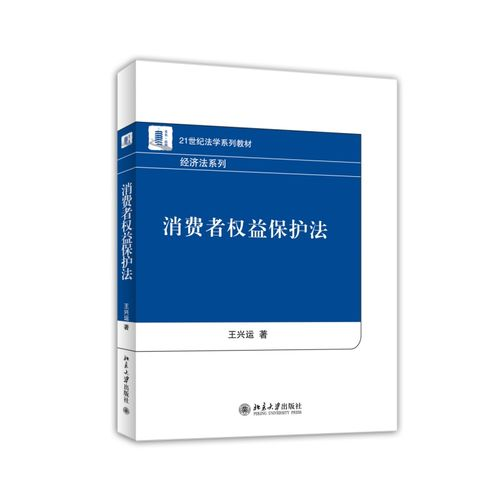 21世纪法学系列教材
经济法系列
消费者权益保护法
王兴运 著
北京大学出版社
PEKING UNIVERSITY PRESS
消费者权益保护法
王兴运 著
北京大学出版社